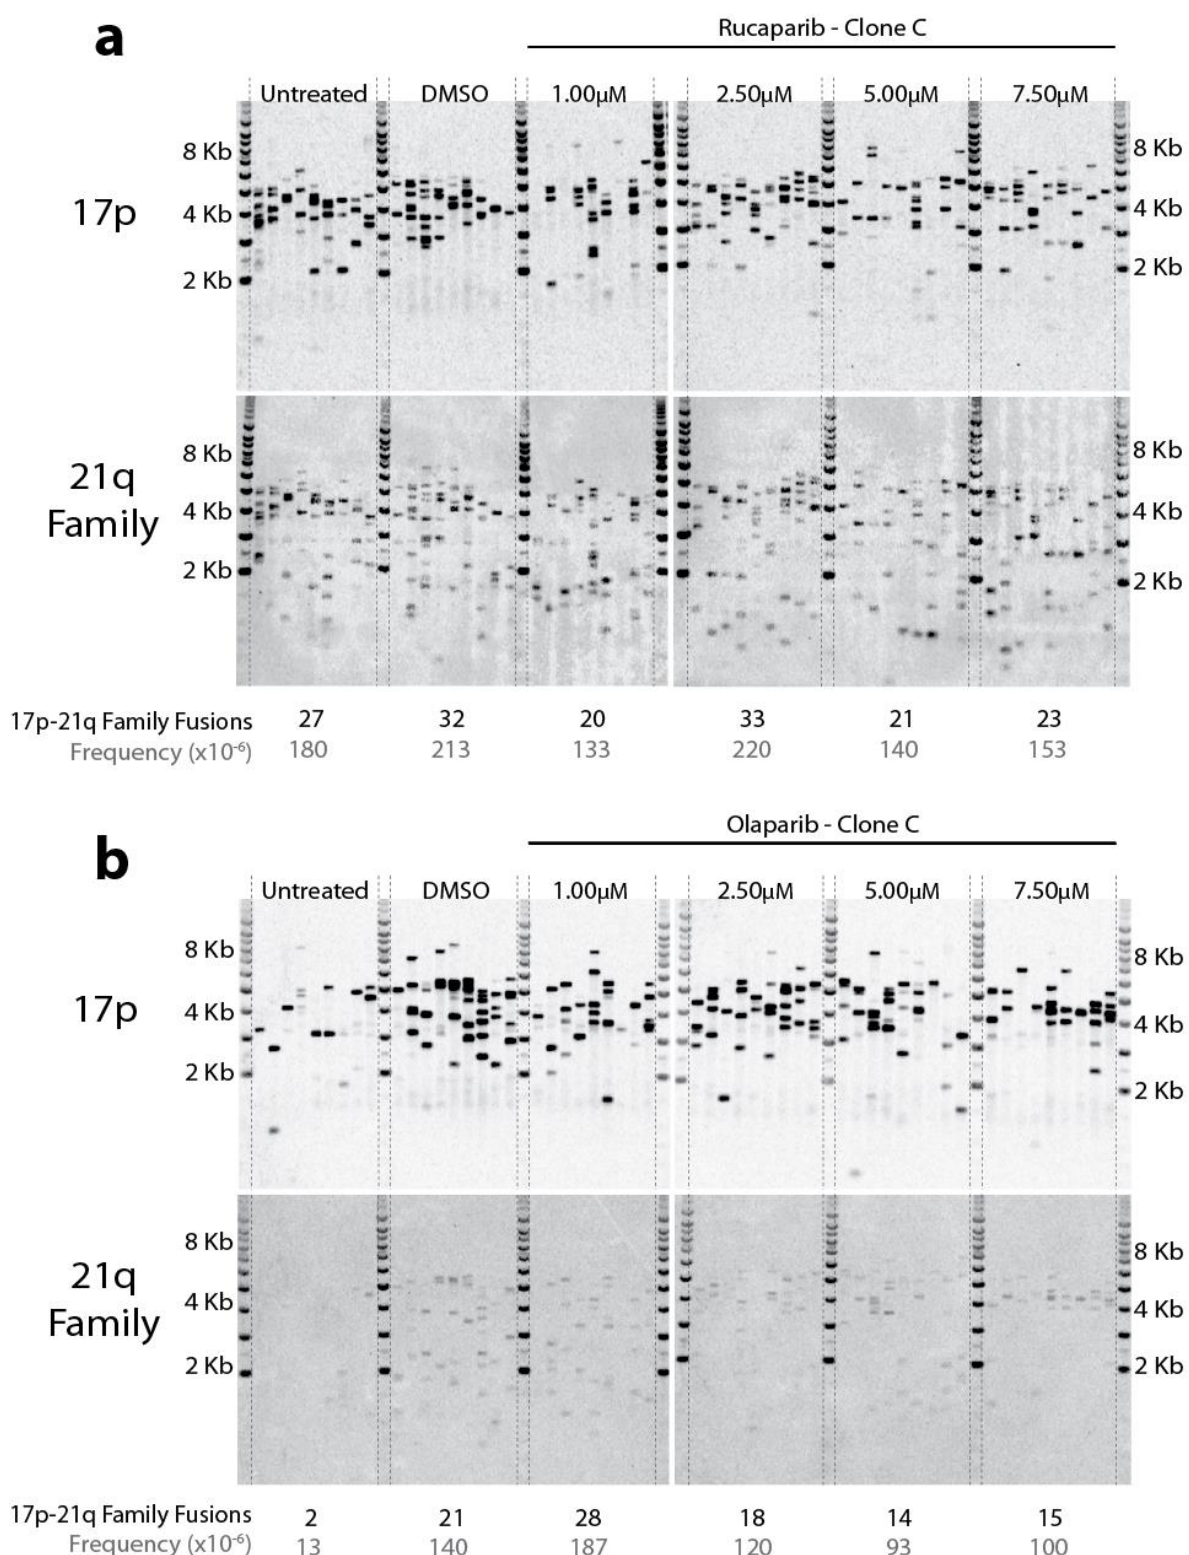 a
Rucaparib - Clone C
Untreated DMSO 1.00µM 2.50µM 5.00µM 7.50µM
8 Kb 8 Kb
17p 4 Kb 4 Kb
2 Kb 2 Kb
8 Kb 8 Kb
21q
Family
4 Kb 4 Kb
2 Kb 2 Kb
17p-21q Family Fusions 27 32 20 33 21 23
Frequency (x10⁻⁶) 180 213 133 220 140 153
b
Olaparib - Clone C
Untreated DMSO 1.00µM 2.50µM 5.00µM 7.50µM
8 Kb 8 Kb
17p 4 Kb 4 Kb
2 Kb 2 Kb
8 Kb 8 Kb
21q
Family
4 Kb 4 Kb
2 Kb 2 Kb
17p-21q Family Fusions 2 21 28 18 14 15
Frequency (x10⁻⁶) 13 140 187 120 93 100